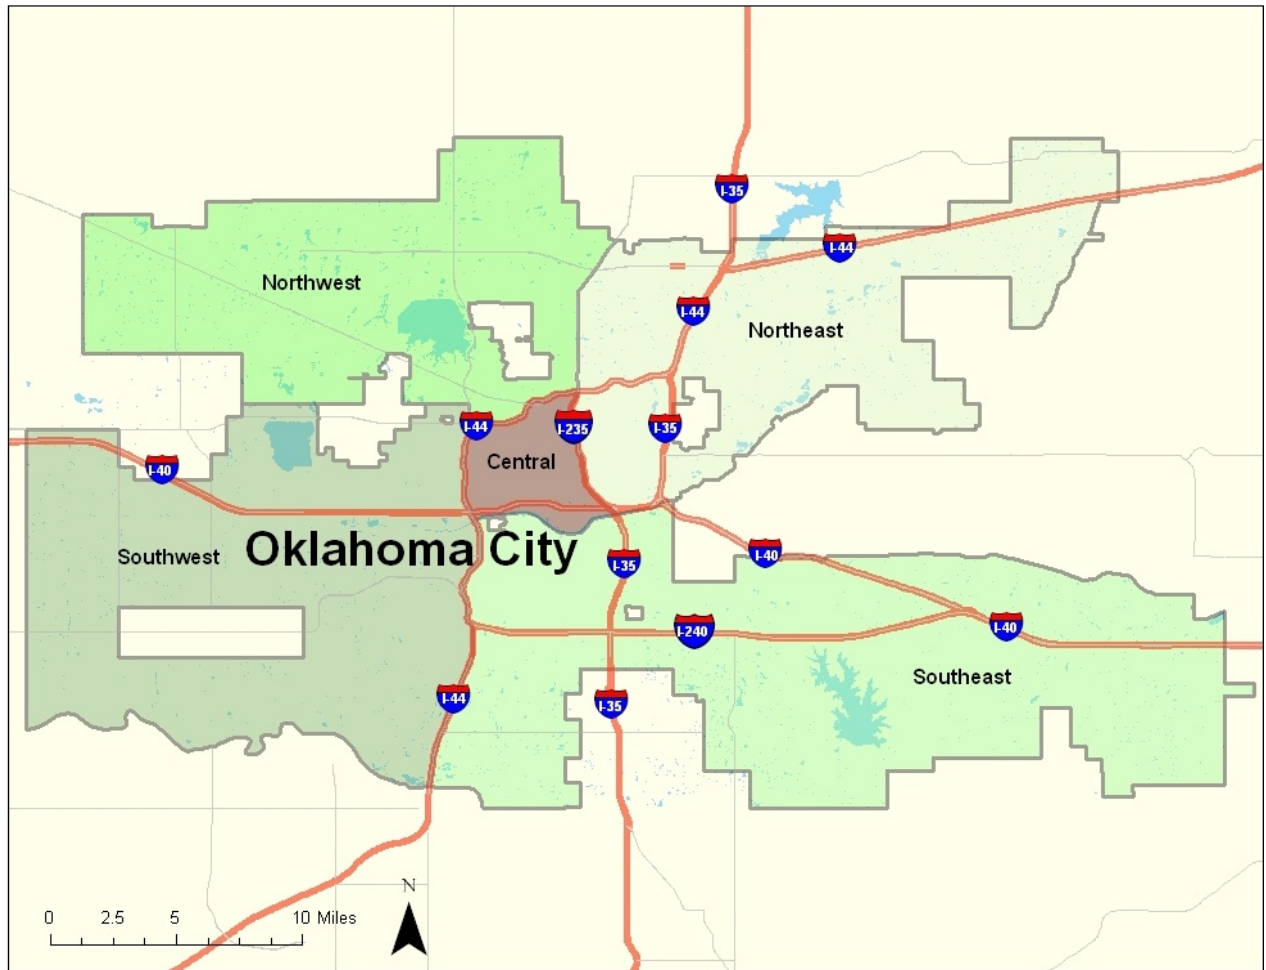 I-35
I-44
Northwest
I-44
Northeast
I-44
I-235
I-35
Central
I-40
Oklahoma City
Southwest
I-35
I-40
I-240
I-40
Southeast
I-44
I-35
N
0 2.5 5 10 Miles